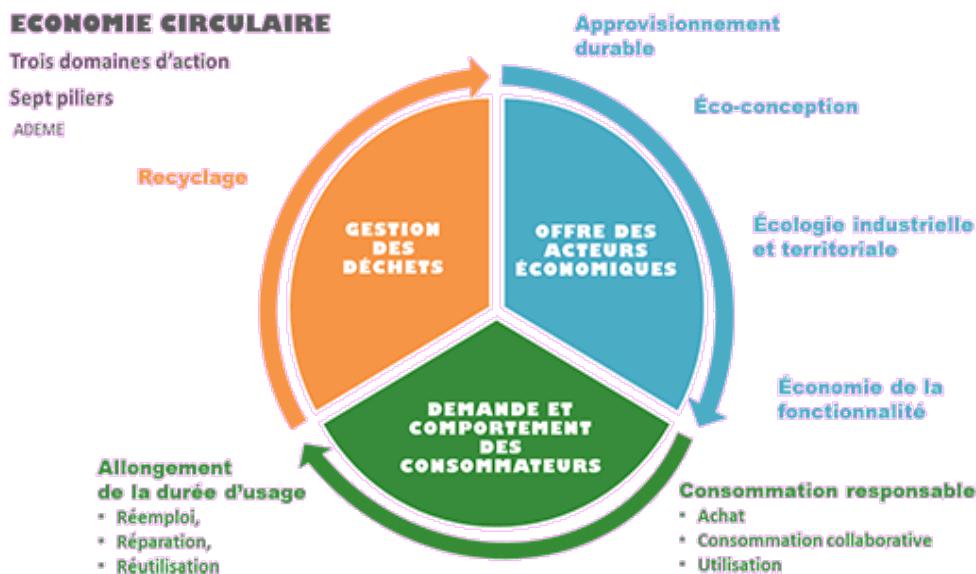 ECONOMIE CIRCULAIRE
Trois domaines d'action
Sept piliers
ADEME
Approvisionnement
durable
Éco-conception
Écologie industrielle
et territoriale
Économie de la
fonctionnalité
OFFRE DES
ACTEURS
ÉCONOMIQUES
DEMANDE ET
COMPORTEMENT
DES
CONSOMMATEURS
Consommation responsable
• Achat
• Consommation collaborative
• Utilisation
Allongement
de la durée d'usage
• Réemploi,
• Réparation,
• Réutilisation
GESTION
DES
DÉCHETS
Recyclage